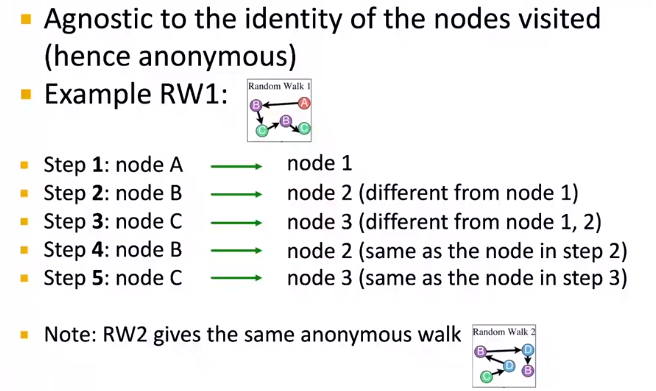 Agnostic to the identity of the nodes visited
(hence anonymous)
Example RW1:
Random Walk 1
B A
B
C C
Step 1: node A → node 1
Step 2: node B → node 2 (different from node 1)
Step 3: node C → node 3 (different from node 1, 2)
Step 4: node B → node 2 (same as the node in step 2)
Step 5: node C → node 3 (same as the node in step 3)
Note: RW2 gives the same anonymous walk
Random Walk 2
B D
D B
C